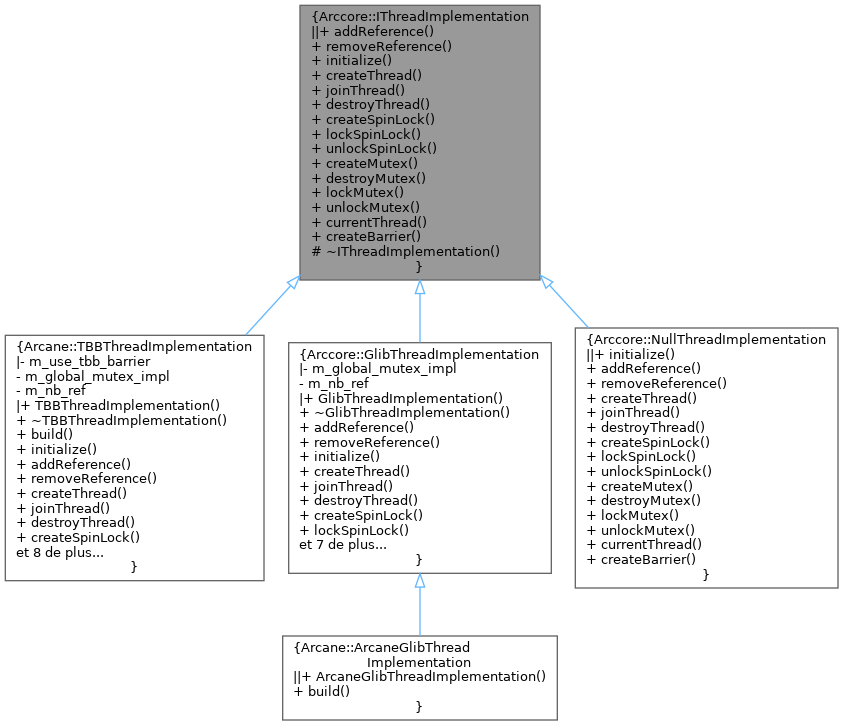 {Arccore::IThreadImplementation
||+ addReference()
+ removeReference()
+ initialize()
+ createThread()
+ joinThread()
+ destroyThread()
+ createSpinLock()
+ lockSpinLock()
+ unlockSpinLock()
+ createMutex()
+ destroyMutex()
+ lockMutex()
+ unlockMutex()
+ currentThread()
+ createBarrier()
# ~IThreadImplementation()
}
{Arcane::TBBThreadImplementation
|- m_use_tbb_barrier
- m_global_mutex_impl
- m_nb_ref
|+ TBBThreadImplementation()
+ ~TBBThreadImplementation()
+ build()
+ initialize()
+ addReference()
+ removeReference()
+ createThread()
+ joinThread()
+ destroyThread()
+ createSpinLock()
et 8 de plus...
}
{Arccore::GlibThreadImplementation
|- m_global_mutex_impl
- m_nb_ref
|+ GlibThreadImplementation()
+ ~GlibThreadImplementation()
+ addReference()
+ removeReference()
+ initialize()
+ createThread()
+ joinThread()
+ destroyThread()
+ createSpinLock()
+ lockSpinLock()
et 7 de plus...
}
{Arccore::NullThreadImplementation
||+ initialize()
+ addReference()
+ removeReference()
+ createThread()
+ joinThread()
+ destroyThread()
+ createSpinLock()
+ lockSpinLock()
+ unlockSpinLock()
+ createMutex()
+ destroyMutex()
+ lockMutex()
+ unlockMutex()
+ currentThread()
+ createBarrier()
}
{Arcane::ArcaneGlibThread
Implementation
||+ ArcaneGlibThreadImplementation()
+ build()
}